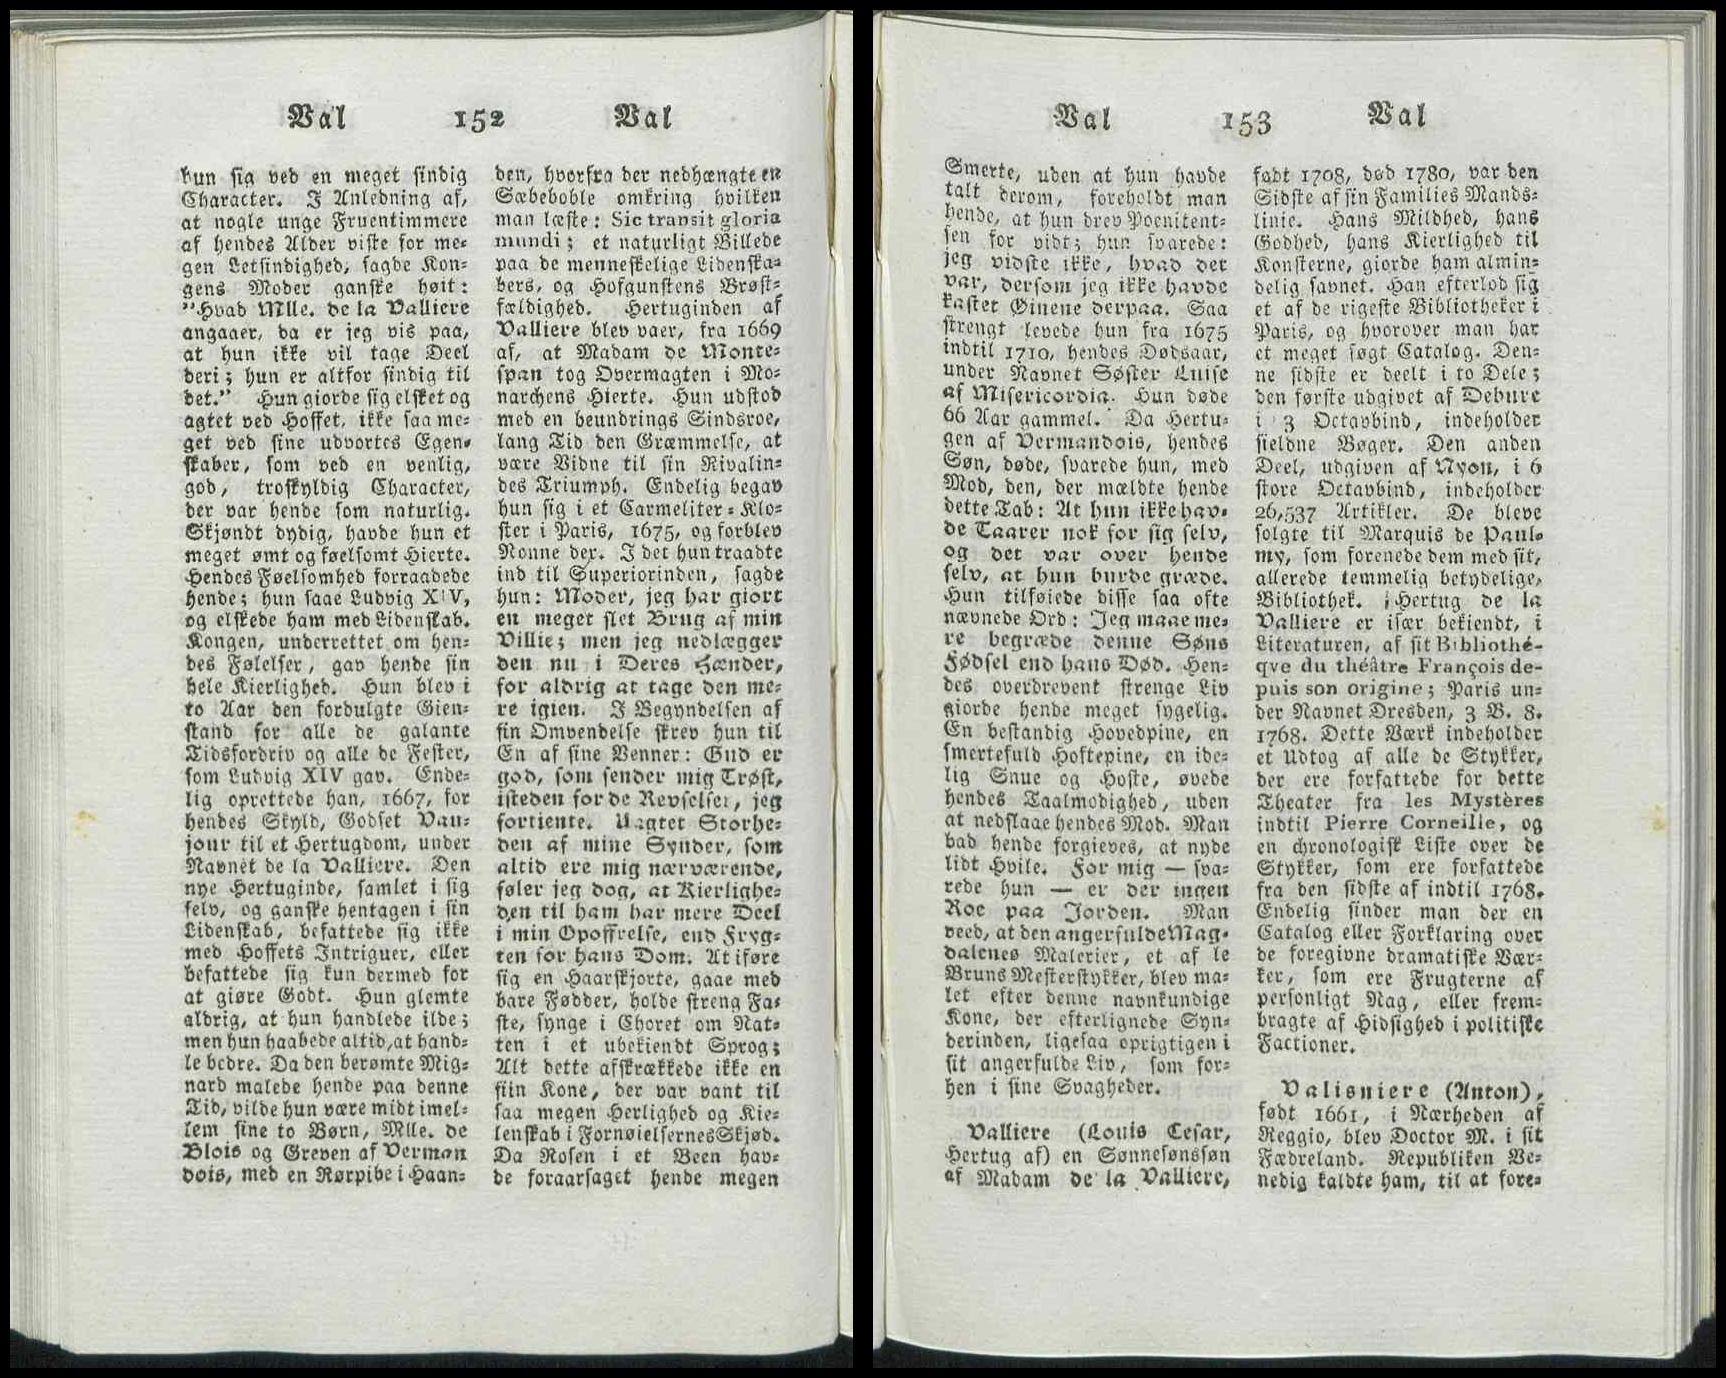 Val 152 Val
hun sig ved en meget sindig
Character. I Anledning af,
at nogle unge Fruentimmere
af hendes Alder viste for me-
gen Letsindighed, sagde Kon-
gens Moder ganske høit:
"Hvad Mlle. de la Valliere
angaaer, da er jeg vis paa,
at hun ikke vil tage Deel
deri; hun er altfor sindig til
det." Hun giorde sig elsket og
agtet ved Hoffet, ikke saa me-
get ved sine udvortes Egen-
skaber, som ved en venlig,
god, troskyldig Character,
der var hende som naturlig.
Skjøndt dydig, havde hun et
meget ømt og føelsomt Hierte.
Hendes Føelsomhed forraadede
hende; hun saae Ludvig XIV,
og elskede ham med Lidenskab.
Kongen, underrettet om hen-
des Følelser, gav hende sin
hele Kierlighed. Hun blev i
to Aar den fordulgte Gien-
stand for alle de galante
Tidsfordriv og alle de Fester,
som Ludvig XIV gav. Ende-
lig oprettede han, 1667, for
hendes Skyld, Godset Vau-
jour til et Hertugdom, under
Navnet de la Valliere. Den
nye Hertuginde, samlet i sig
selv, og ganske hentagen i sin
Lidenskab, befattede sig ikke
med Hoffets Intriguer, eller
befattede sig kun dermed for
at giøre Godt. Hun glemte
aldrig, at hun handlede ilde;
men hun haabede altid, at hand-
le bedre. Da den berømte Mig-
nard malede hende paa denne
Tid, vilde hun være midt imel-
lem sine to Børn, Mlle. de
Blois og Greven af Verman
dois, med en Rørpibe i Haan-
den, hvorfra der nedhængte en
Sæbeboble omkring hvilken
man læste: Sic transit gloria
mundi; et naturligt Billede
paa de menneskelige Lidenska-
bers, og Hofgunstens Brøst-
fældighed. Hertuginden af
Valliere blev vaer, fra 1669
af, at Madam de Monte-
span tog Overmagten i Mo-
narchens Hierte. Hun udstod
med en beundrings Sindsroe,
lang Tid den Græmmelse, at
være Vidne til sin Rivalin-
des Triumph. Endelig begav
hun sig i et Carmeliter-Klo-
ster i Paris, 1675, og forblev
Nonne der. I det hun traadte
ind til Superiorinden, sagde
hun: Moder, jeg har giort
en meget slet Brug af min
Villie; men jeg nedlægger
den nu i Deres Hænder,
for aldrig at tage den me-
re igien. I Begyndelsen af
sin Omvendelse skrev hun til
En af sine Venner: Gud er
god, som sender mig Trøst,
isteden for de Revselser, jeg
fortiente. Uagtet Storhe-
den af mine Synder, som
altid ere mig nærværende,
føler jeg dog, at Kierlighe-
den til ham har mere Deel
i min Opoffrelse, end Fryg-
ten for hans Dom. At iføre
sig en Haarskjorte, gaae med
bare Fødder, holde streng Fa-
ste, synge i Choret om Nat-
ten i et ubekiendt Sprog;
Alt dette afskrækkede ikke en
fiin Kone, der var vant til
saa megen Herlighed og Kie-
lenskab i Fornøielsernes Skjød.
Da Rosen i et Been hav-
de foraarsaget hende megen
Val 153 Val
Smerte, uden at hun havde
talt derom, foreholdt man
hende, at hun drev Poenitent-
sen for vidt; hun svarede:
jeg vidste ikke, hvad det
var, dersom jeg ikke havde
kastet Øinene derpaa. Saa
strengt levede hun fra 1675
indtil 1710, hendes Dødsaar,
under Navnet Søster Luise
af Misericordia. Hun døde
66 Aar gammel. Da Hertu-
gen af Vermandois, hendes
Søn, døde, svarede hun, med
Mod, den, der mældte hende
dette Tab: At hun ikke hav-
de Taarer nok for sig selv,
og det var over hende
selv, at hun burde græde.
Hun tilføiede disse saa ofte
nævnede Ord: Jeg maae me-
re begræde denne Søns
Fødsel end hans Død. Hen-
des overdrevent strenge Liv
giorde hende meget sygelig.
En bestandig Hovedpine, en
smertefuld Hoftepine, en ide-
lig Snue og Hoste, øvede
hendes Taalmodighed, uden
at nedslaae hendes Mod. Man
bad hende forgieves, at nyde
lidt Hvile. For mig — sva-
rede hun — er der ingen
Roe paa Jorden. Man
veed, at den angerfulde Mag-
dalenes Malerier, et af le
Bruns Mesterstykker, blev ma-
let efter denne navnkundige
Kone, der efterlignede Syn-
derinden, ligesaa oprigtigen i
sit angerfulde Liv, som for-
hen i sine Svagheder.
Valliere (Louis Cesar,
Hertug af) en Sønnesønssøn
af Madam de la Valliere,
født 1708, død 1780, var den
Sidste af sin Families Mands-
linie. Hans Mildhed, hans
Godhed, hans Kierlighed til
Konsterne, giorde ham almin-
delig savnet. Han efterlod sig
et af de rigeste Bibliotheker i
Paris, og hvorover man har
et meget søgt Catalog. Den-
ne sidste er deelt i to Dele;
den første udgivet af Debure
i 3 Octavbind, indeholder
sieldne Bøger. Den anden
Deel, udgiven af Nyon, i 6
store Octavbind, indeholder
26,537 Artikler. De bleve
solgte til Marquis de Paul-
my, som forenede dem med sit,
allerede temmelig betydelige,
Bibliothek. Hertug de la
Valliere er især bekiendt, i
Literaturen, af sit Bibliothé-
qve du théâtre François de-
puis son origine; Paris un-
der Navnet Dresden, 3 B. 8.
1768. Dette Værk indeholder
et Udtog af alle de Stykker,
der ere forfattede for dette
Theater fra les Mystères
indtil Pierre Corneille, og
en chronologisk Liste over de
Stykker, som ere forfattede
fra den sidste af indtil 1768.
Endelig finder man der en
Catalog eller Forklaring over
de foregivne dramatiske Vær-
ker, som ere Frugterne af
personligt Nag, eller frem-
bragte af Hidsighed i politiske
Factioner.
Valisniere (Anton),
født 1661, i Nærheden af
Reggio, blev Doctor M. i sit
Fædreland. Republiken Ve-
nedig kaldte ham, til at fore-